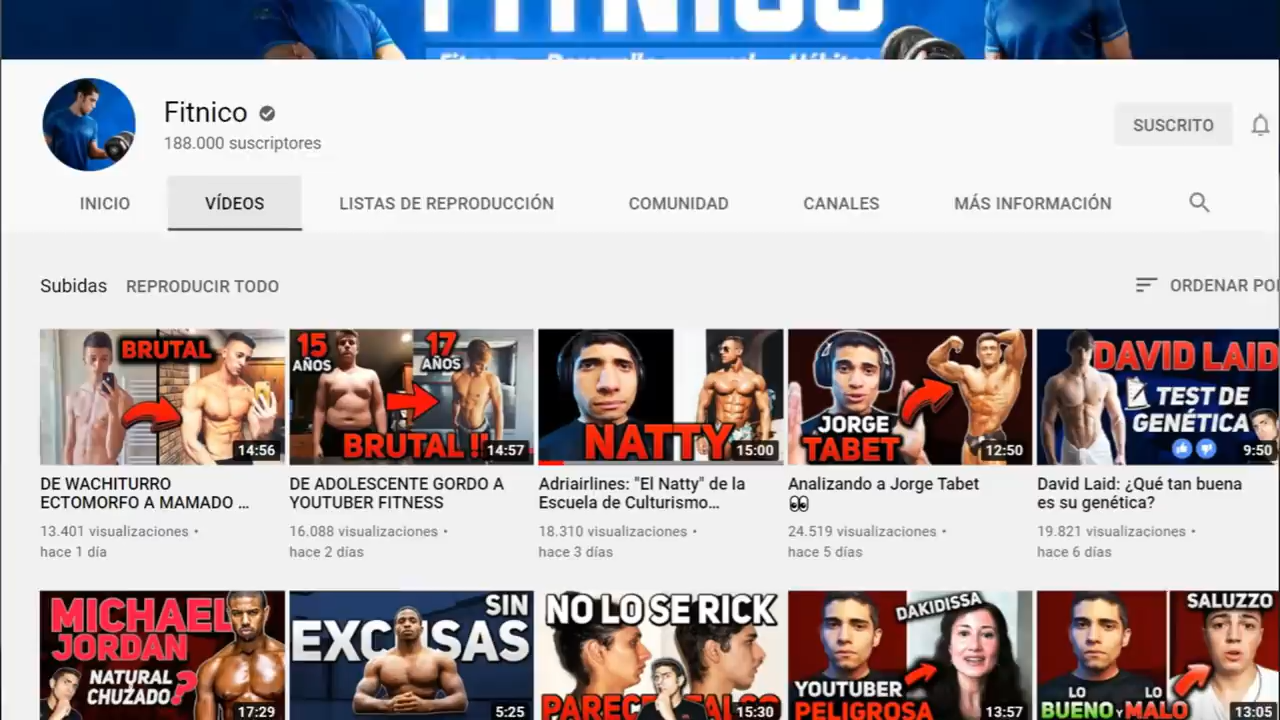 FITNICO
Fitnico
188.000 suscriptores
SUSCRITO
INICIO
VÍDEOS
LISTAS DE REPRODUCCIÓN
COMUNIDAD
CANALES
MÁS INFORMACIÓN
Subidas
REPRODUCIR TODO
ORDENAR POR
BRUTAL
14:56
15
AÑOS
17
AÑOS
BRUTAL!!
14:57
NATTY
15:00
JORGE
TABET
12:50
DAVID LAID
TEST DE
GENÉTICA
9:50
DE WACHITURRO
ECTOMORFO A MAMADO ...
13.401 visualizaciones •
hace 1 día
DE ADOLESCENTE GORDO A
YOUTUBER FITNESS
16.088 visualizaciones •
hace 2 días
Adriairlines: "El Natty" de la
Escuela de Culturismo...
18.310 visualizaciones •
hace 3 días
Analizando a Jorge Tabet
👀
24.519 visualizaciones •
hace 5 días
David Laid: ¿Qué tan buena
es su genética?
19.821 visualizaciones •
hace 6 días
MICHAEL
JORDAN
NATURAL
CHUZADO?
17:29
SIN
EXCUSAS
5:25
NO LO SE RICK
PARECE FALSO
15:30
DAKIDISSA
YOUTUBER
PELIGROSA
13:57
SALUZZO
LO
BUENO Y
LO
MALO
13:05